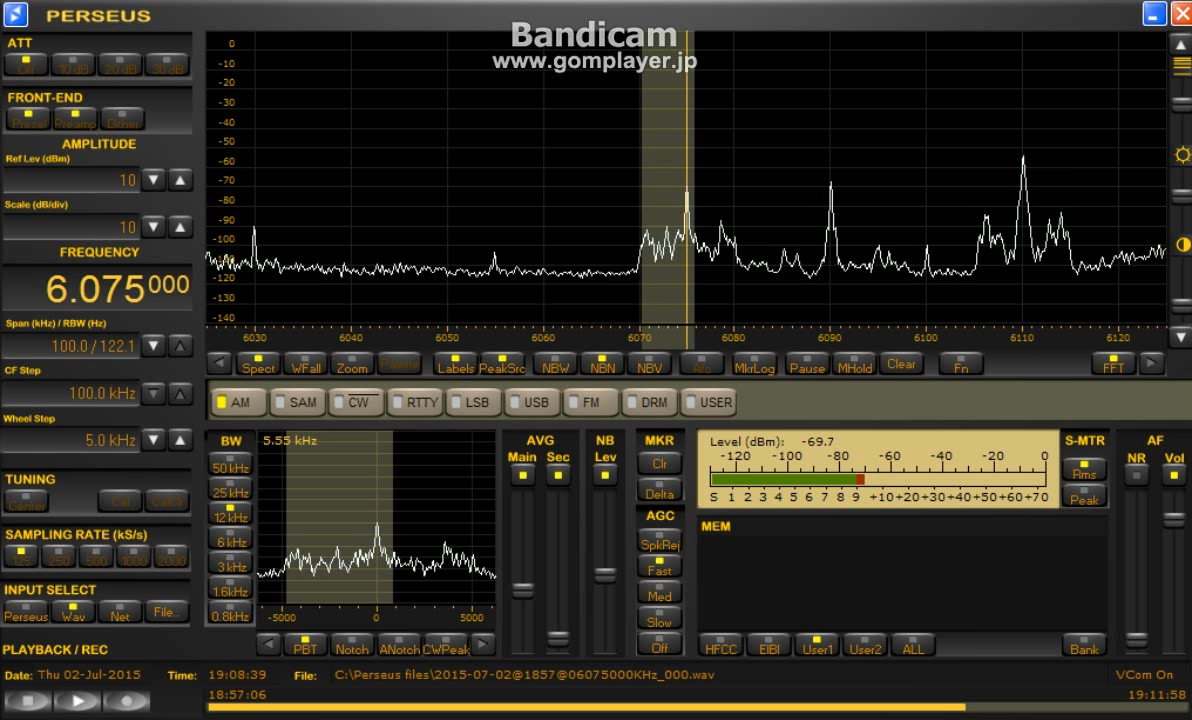 PERSEUS
Bandicam
www.gomplayer.jp
ATT
Off 10 dB 20 dB 30 dB
FRONT-END
Presel Preamp Dither
AMPLITUDE
Ref Lev (dBm)
10
Scale (dB/div)
10
FREQUENCY
6.075000
Span (kHz) / RBW (Hz)
100.0 / 122.1
CF Step
100.0 kHz
Wheel Step
5.0 kHz
TUNING
Center Cal
SAMPLING RATE (kS/s)
125 250 500 1000 2000
INPUT SELECT
Perseus Wav Net File..
PLAYBACK / REC
0
-10
-20
-30
-40
-50
-60
-70
-80
-90
-100
-110
-120
-130
-140
6030 6040 6050 6060 6070 6080 6090 6100 6110 6120
Spect WFall Zoom Palette Labels PeakSrc NBW NBN NBV MkrLog Pause MHold Clear Fn FFT
AM SAM CW RTTY LSB USB FM DRM USER
BW
50 kHz
25 kHz
12 kHz
6 kHz
3 kHz
1.6kHz
0.8kHz
5.55 kHz
-5000 0 5000
PBT Notch ANotch CWPeak
AVG
Main Sec
NB
Lev
MKR
Clr
Delta
AGC
SpkRej
Fast
Med
Slow
Off
Level (dBm): -69.7
-120 -100 -80 -60 -40 -20 0
S 1 2 3 4 5 6 7 8 9 +10+20+30+40+50+60+70
S-MTR
Rms
Peak
AF
NR Vol
MEM
HFCC EIBI User1 User2 ALL Bank
Date: Thu 02-Jul-2015 Time: 19:08:39 File: C:\Perseus files\2015-07-02@1857@06075000KHz_000.wav VCom On
18:57:06 19:11:58